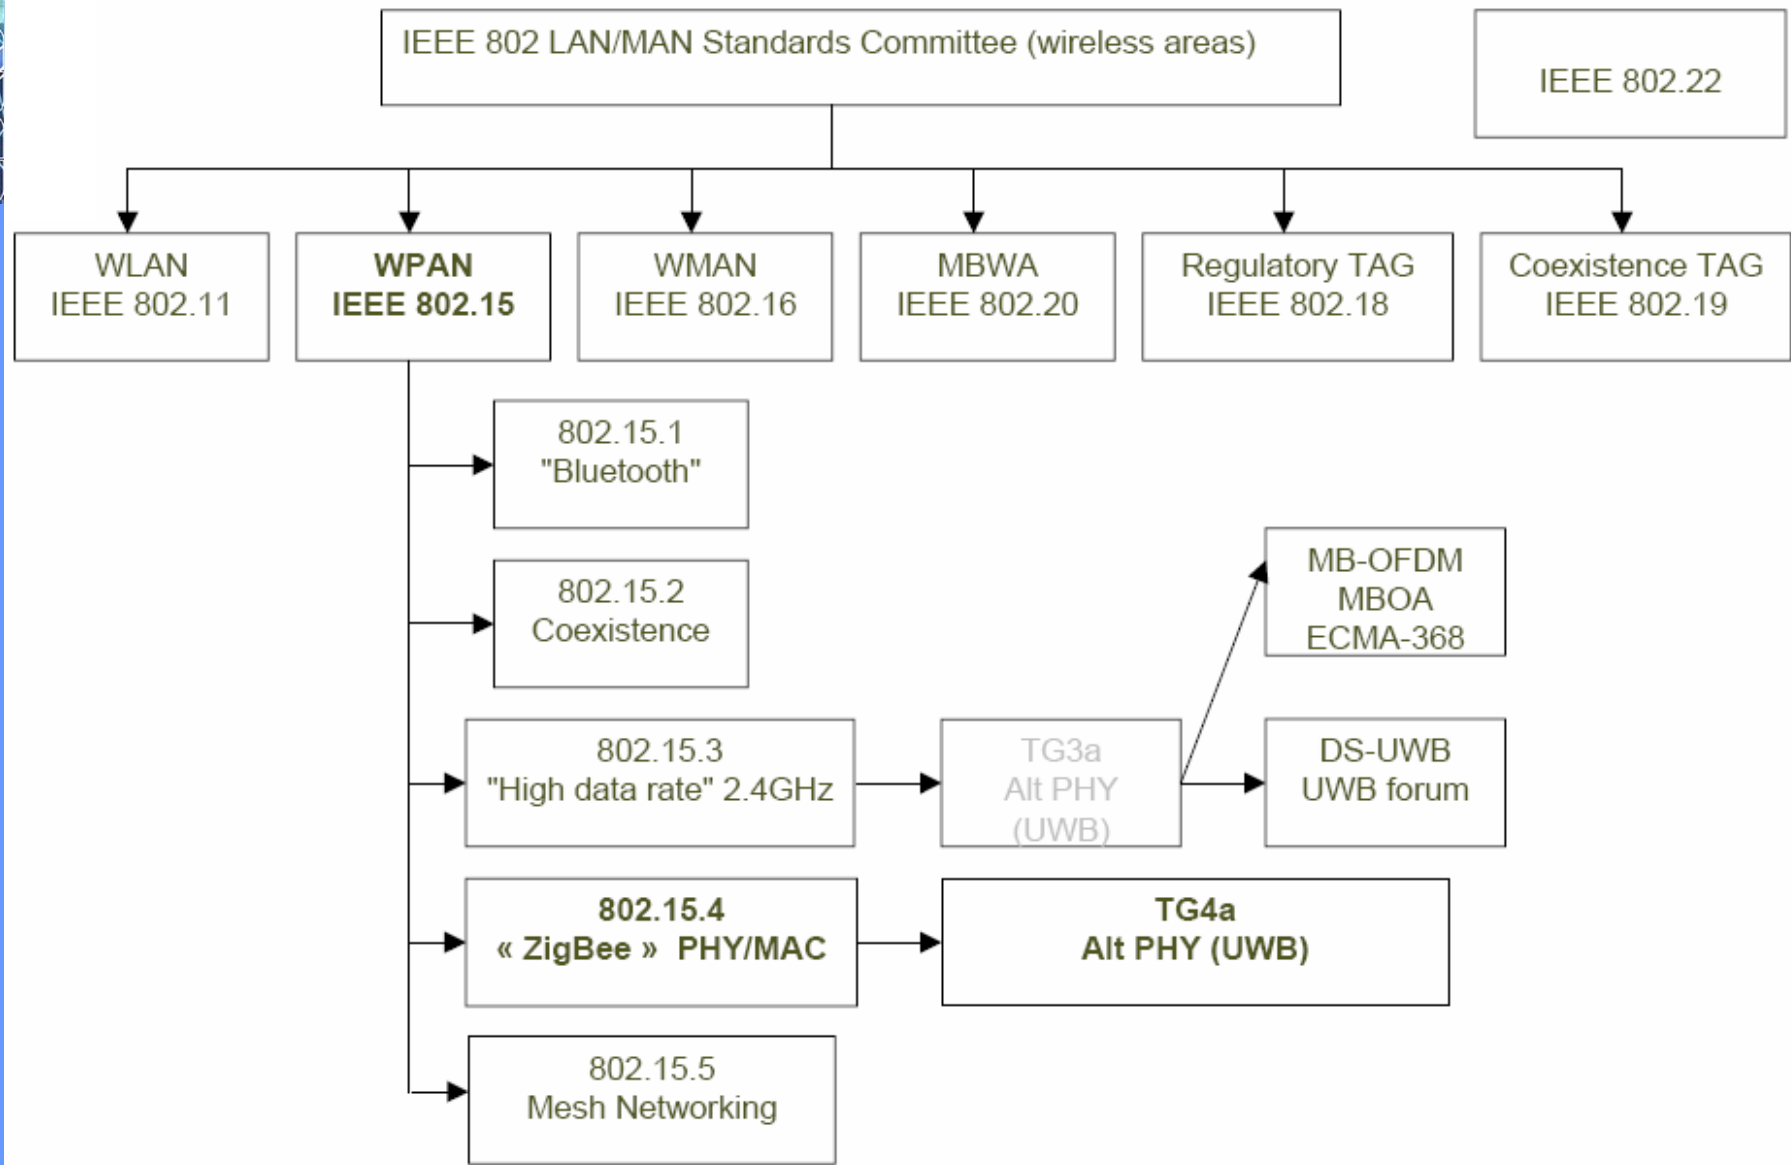 IEEE 802 LAN/MAN Standards Committee (wireless areas)
IEEE 802.22
WLAN
IEEE 802.11
WPAN
IEEE 802.15
WMAN
IEEE 802.16
MBWA
IEEE 802.20
Regulatory TAG
IEEE 802.18
Coexistence TAG
IEEE 802.19
802.15.1
"Bluetooth"
802.15.2
Coexistence
802.15.3
"High data rate" 2.4GHz
TG3a
Alt PHY
(UWB)
MB-OFDM
MBOA
ECMA-368
DS-UWB
UWB forum
802.15.4
« ZigBee »  PHY/MAC
TG4a
Alt PHY (UWB)
802.15.5
Mesh Networking